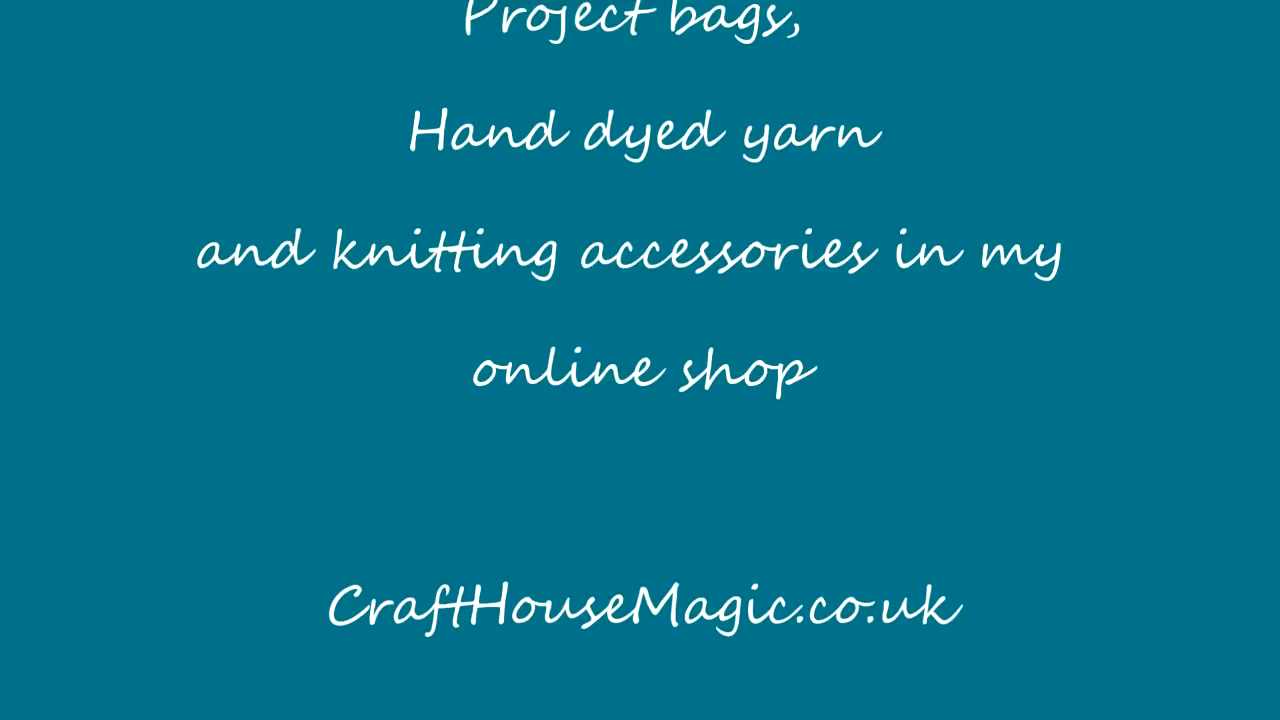 Project bags,
Hand dyed yarn
and knitting accessories in my
online shop
CraftHouseMagic.co.uk